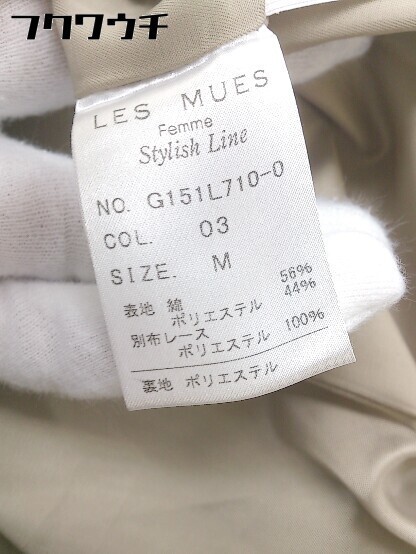 フクワウチ
LES MUES
Femme
Stylish Line
NO. G151L710-0
COL. 03
SIZE. M
表地 綿 56%
ポリエステル 44%
別布レース
ポリエステル 100%
裏地 ポリエステル